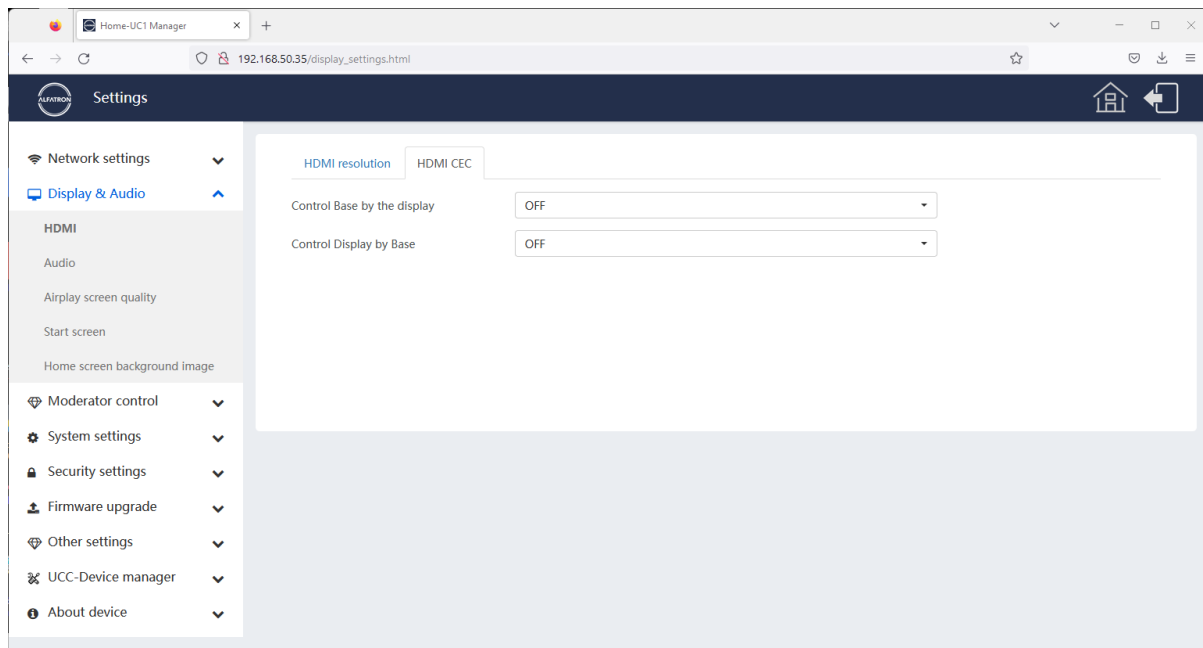 Home-UC1 Manager
192.168.50.35/display_settings.html
ALFATRON
Settings
Network settings
Display & Audio
HDMI
Audio
Airplay screen quality
Start screen
Home screen background image
Moderator control
System settings
Security settings
Firmware upgrade
Other settings
UCC-Device manager
About device
HDMI resolution HDMI CEC
Control Base by the display OFF
Control Display by Base OFF